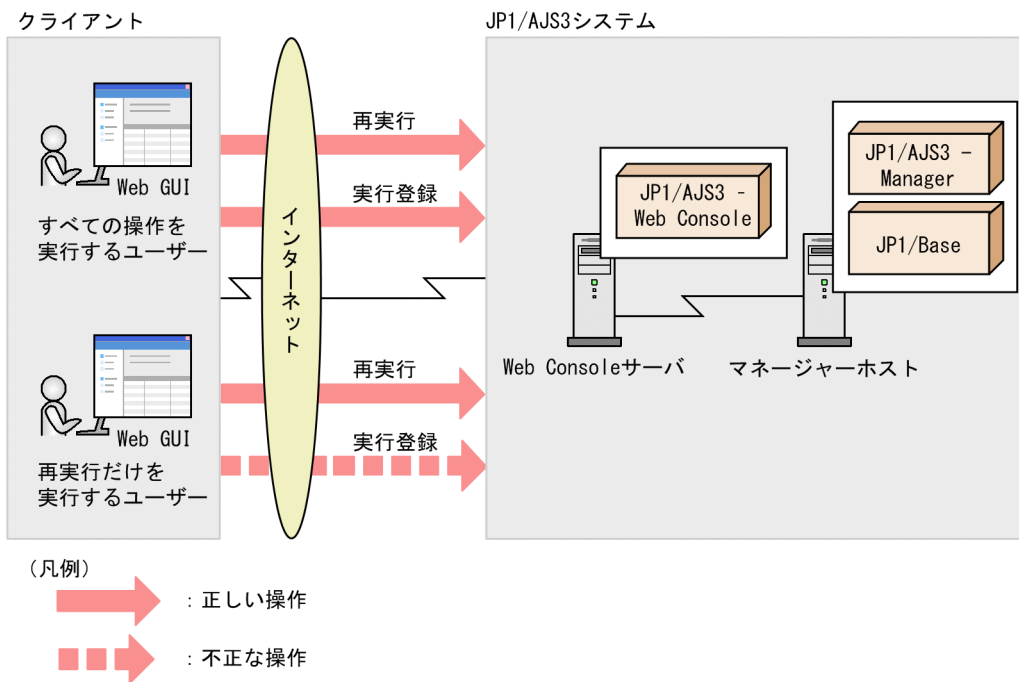 クライアント
JP1/AJS3システム
再実行
実行登録
Web GUI
すべての操作を
実行するユーザー
インターネット
JP1/AJS3 -
Web Console
JP1/AJS3 -
Manager
JP1/Base
Web Consoleサーバ
マネージャーホスト
再実行
実行登録
Web GUI
再実行だけを
実行するユーザー
(凡例)
:正しい操作
:不正な操作